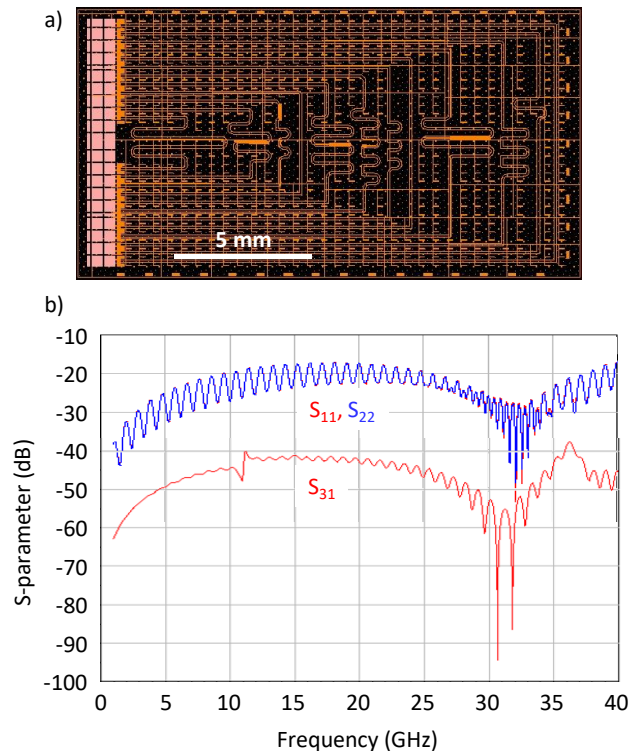 a)
5 mm
b)
-10
-20
-30
-40
-50
-60
-70
-80
-90
-100
S-parameter (dB)
S₁₁, S₂₂
S₃₁
0 5 10 15 20 25 30 35 40
Frequency (GHz)